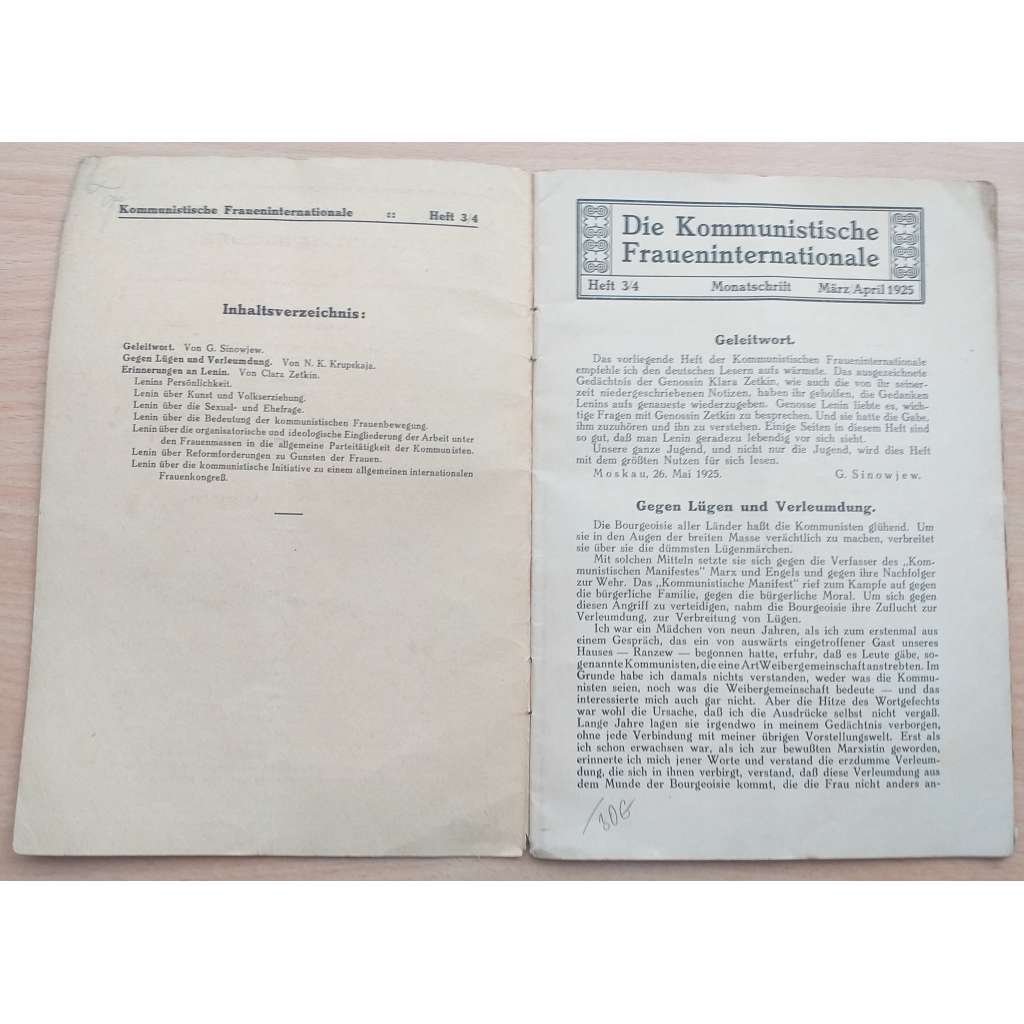 Kommunistische Fraueninternationale :: Heft 3/4
Inhaltsverzeichnis:
Geleitwort. Von G. Sinowjew.
Gegen Lügen und Verleumdung. Von N. K. Krupskaja.
Erinnerungen an Lenin. Von Clara Zetkin.
Lenins Persönlichkeit.
Lenin über Kunst und Volkserziehung.
Lenin über die Sexual- und Ehefrage.
Lenin über die Bedeutung der kommunistischen Frauenbewegung.
Lenin über die organisatorische und ideologische Eingliederung der Arbeit unter
den Frauenmassen in die allgemeine Parteitätigkeit der Kommunisten.
Lenin über Reformforderungen zu Gunsten der Frauen.
Lenin über die kommunistische Initiative zu einem allgemeinen internationalen
Frauenkongreß.
Die Kommunistische
Fraueninternationale
Heft 3/4 Monatschrift März/April 1925
Geleitwort.
Das vorliegende Heft der Kommunistischen Fraueninternationale
empfehle ich den deutschen Lesern aufs wärmste. Das ausgezeichnete
Gedächtnis der Genossin Klara Zetkin, wie auch die von ihr seiner-
zeit niedergeschriebenen Notizen, haben ihr geholfen, die Gedanken
Lenins aufs genaueste wiederzugeben. Genosse Lenin liebte es, wich-
tige Fragen mit Genossin Zetkin zu besprechen. Und sie hatte die Gabe,
ihm zuzuhören und ihn zu verstehen. Einige Seiten in diesem Heft sind
so gut, daß man Lenin geradezu lebendig vor sich sieht.
Unsere ganze Jugend, und nicht nur die Jugend, wird dies Heft
mit dem größten Nutzen für sich lesen.
Moskau, 26. Mai 1925. G. Sinowjew.
Gegen Lügen und Verleumdung.
Die Bourgeoisie aller Länder haßt die Kommunisten glühend. Um
sie in den Augen der breiten Masse verächtlich zu machen, verbreitet
sie über sie die dümmsten Lügenmärchen.
Mit solchen Mitteln setzte sie sich gegen die Verfasser des „Kom-
munistischen Manifestes" Marx und Engels und gegen ihre Nachfolger
zur Wehr. Das „Kommunistische Manifest" rief zum Kampfe auf gegen
die bürgerliche Familie, gegen die bürgerliche Moral. Um sich gegen
diesen Angriff zu verteidigen, nahm die Bourgeoisie ihre Zuflucht zur
Verleumdung, zur Verbreitung von Lügen.
Ich war ein Mädchen von neun Jahren, als ich zum erstenmal aus
einem Gespräch, das ein von auswärts eingetroffener Gast unseres
Hauses — Ranzew — begonnen hatte, erfuhr, daß es Leute gäbe, so-
genannte Kommunisten, die eine Art Weibergemeinschaft anstrebten. Im
Grunde habe ich damals nichts verstanden, weder was die Kommu-
nisten seien, noch was die Weibergemeinschaft bedeute — und das
interessierte mich auch gar nicht. Aber die Hitze des Wortgefechts
war wohl die Ursache, daß ich die Ausdrücke selbst nicht vergaß.
Lange Jahre lagen sie irgendwo in meinem Gedächtnis verborgen,
ohne jede Verbindung mit meiner übrigen Vorstellungswelt. Erst als
ich schon erwachsen war, als ich zur bewußten Marxistin geworden,
erinnerte ich mich jener Worte und verstand die erzdumme Verleum-
dung, die sich in ihnen verbirgt, verstand, daß diese Verleumdung aus
dem Munde der Bourgeoisie kommt, die die Frau nicht anders an-